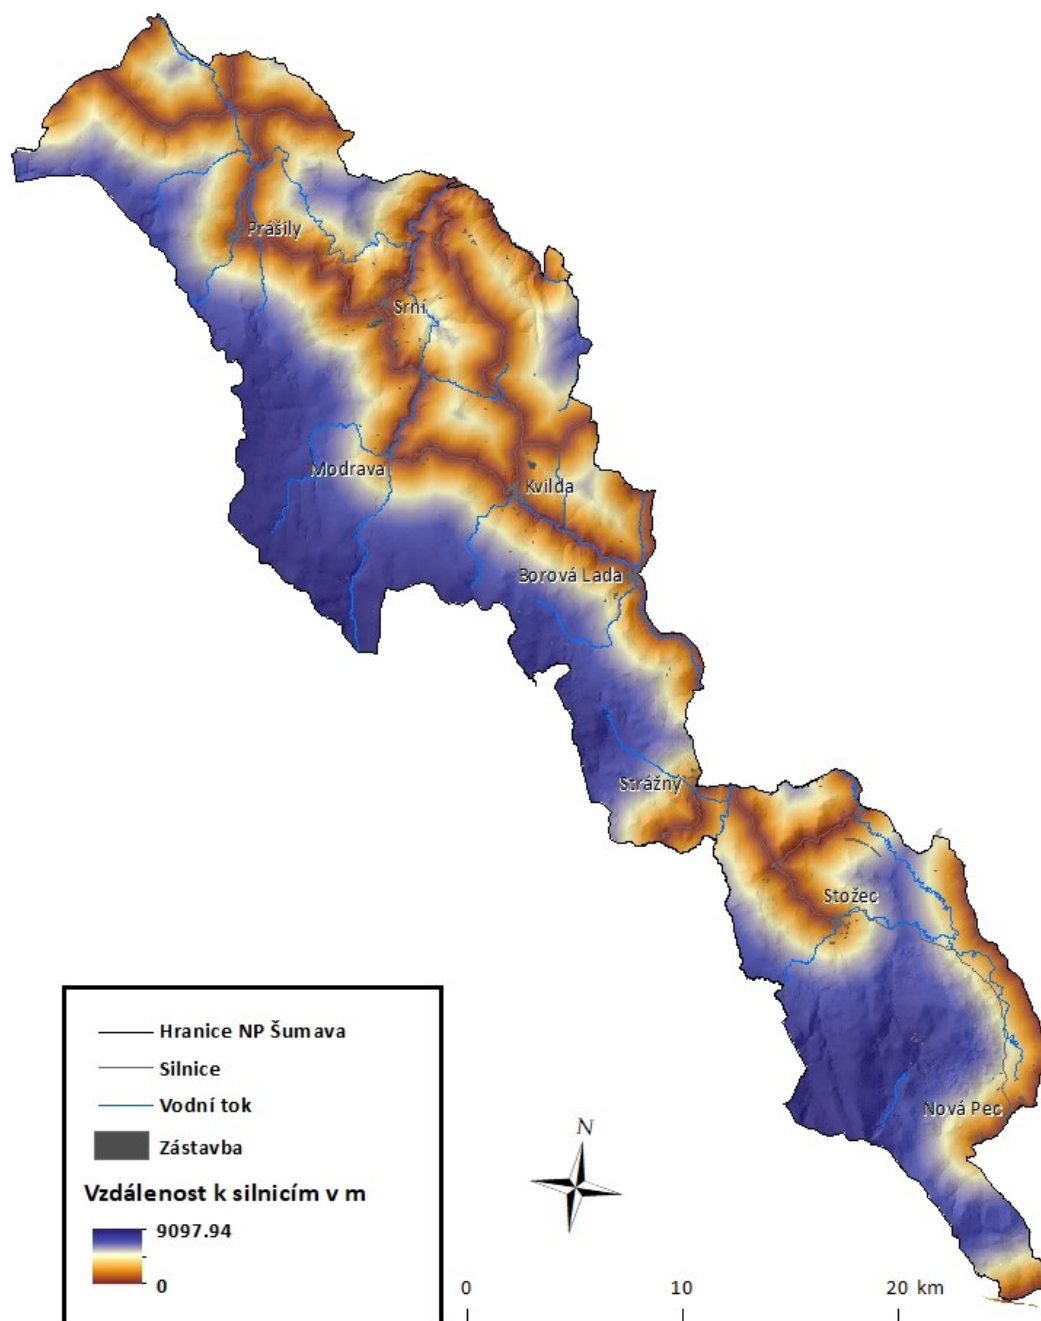 Prášily
Srní
Modrava
Kvilda
Borová Lada
Strážný
Stožec
Nová Pec
Hranice NP Šumava
Silnice
Vodní tok
Zástavba
Vzdálenost k silnicím v m
9097.94
0
N
0 10 20 km